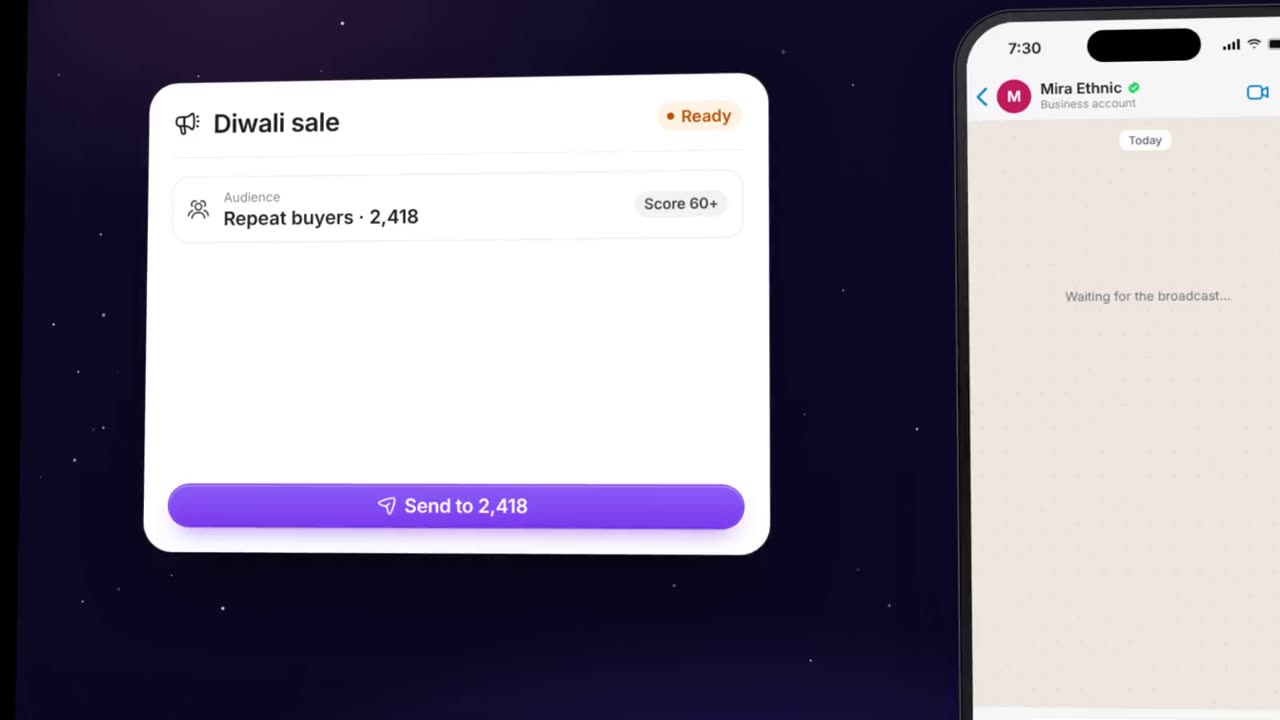 Diwali sale
Ready
Audience
Repeat buyers · 2,418
Score 60+
Send to 2,418
7:30
M
Mira Ethnic
Business account
Today
Waiting for the broadcast...